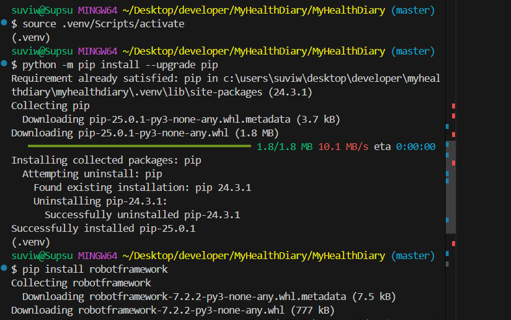 suviw@Supsu MINGW64 ~/Desktop/developer/MyHealthDiary/MyHealthDiary (master)
$ source .venv/Scripts/activate
(.venv)
suviw@Supsu MINGW64 ~/Desktop/developer/MyHealthDiary/MyHealthDiary (master)
$ python -m pip install --upgrade pip
Requirement already satisfied: pip in c:\users\suviw\desktop\developer\myheal
thdiary\myhealthdiary\.venv\lib\site-packages (24.3.1)
Collecting pip
  Downloading pip-25.0.1-py3-none-any.whl.metadata (3.7 kB)
Downloading pip-25.0.1-py3-none-any.whl (1.8 MB)
1.8/1.8 MB 10.1 MB/s eta 0:00:00
Installing collected packages: pip
  Attempting uninstall: pip
    Found existing installation: pip 24.3.1
    Uninstalling pip-24.3.1:
      Successfully uninstalled pip-24.3.1
Successfully installed pip-25.0.1
(.venv)
suviw@Supsu MINGW64 ~/Desktop/developer/MyHealthDiary/MyHealthDiary (master)
$ pip install robotframework
Collecting robotframework
  Downloading robotframework-7.2.2-py3-none-any.whl.metadata (7.5 kB)
Downloading robotframework-7.2.2-py3-none-any.whl (777 kB)